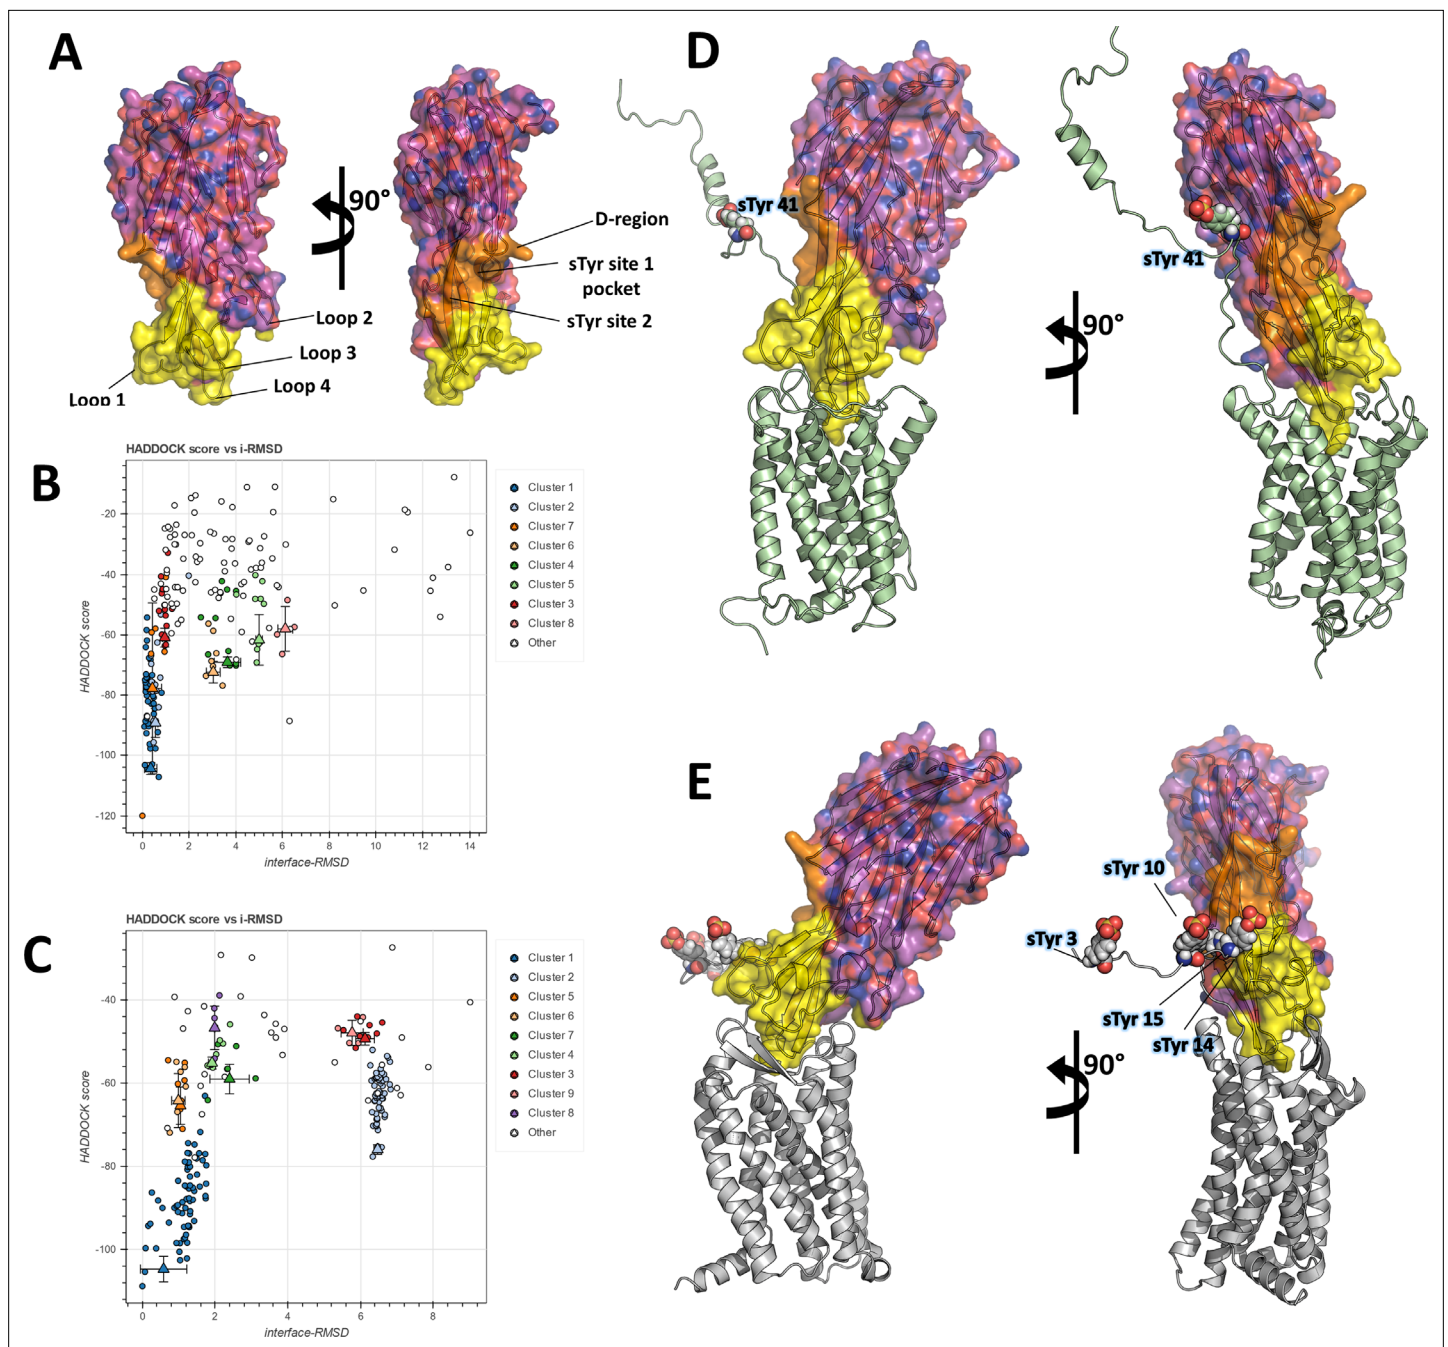 A
90°
D-region
sTyr site 1
pocket
sTyr site 2
Loop 2
Loop 3
Loop 4
Loop 1
B
HADDOCK score vs i-RMSD
-20
-40
-60
-80
-100
-120
HADDOCK score
0 2 4 6 8 10 12 14
interface-RMSD
Cluster 1
Cluster 2
Cluster 7
Cluster 6
Cluster 4
Cluster 5
Cluster 3
Cluster 8
Other
C
HADDOCK score vs i-RMSD
-40
-60
-80
-100
HADDOCK score
0 2 4 6 8
interface-RMSD
Cluster 1
Cluster 2
Cluster 5
Cluster 6
Cluster 7
Cluster 4
Cluster 3
Cluster 9
Cluster 8
Other
D
sTyr 41
90°
sTyr 41
E
90°
sTyr 10
sTyr 3
sTyr 15
sTyr 14